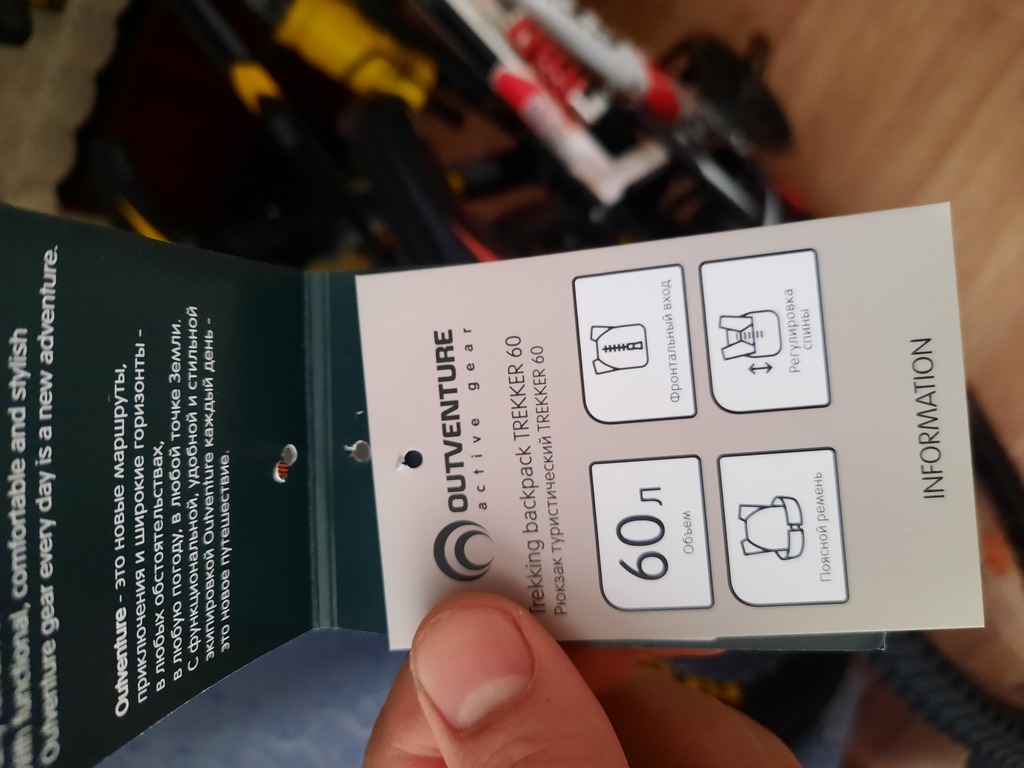 with functional, comfortable and stylish
Outventure gear every day is a new adventure.
Outventure - это новые маршруты,
приключения и широкие горизонты -
в любых обстоятельствах,
в любую погоду, в любой точке Земли.
С функциональной, удобной и стильной
экипировкой Outventure каждый день -
это новое путешествие.
OUTVENTURE
active gear
Trekking backpack TREKKER 60
Рюкзак туристический TREKKER 60
60 л
Объем
Фронтальный вход
Поясной ремень
Регулировка
спины
INFORMATION